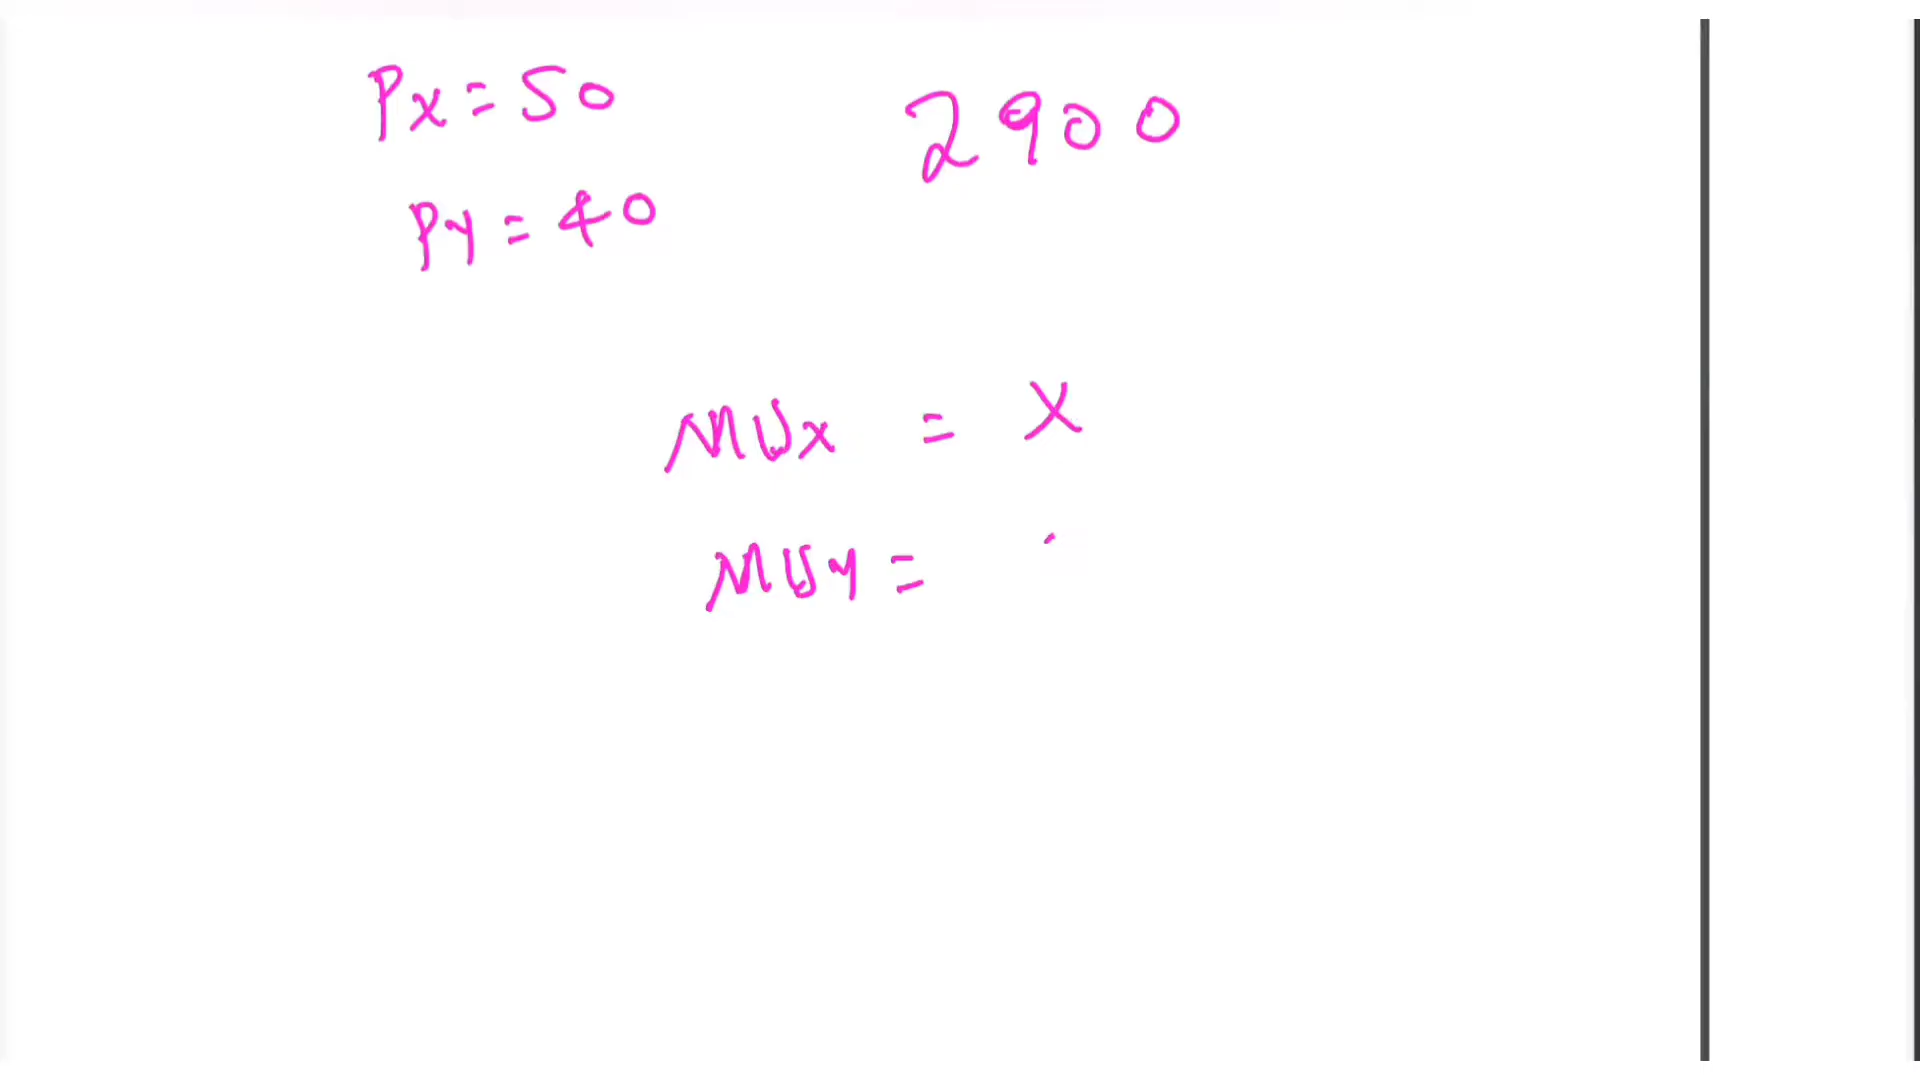 Px = 50
2900
Py = 40
MUx = X
MUy =